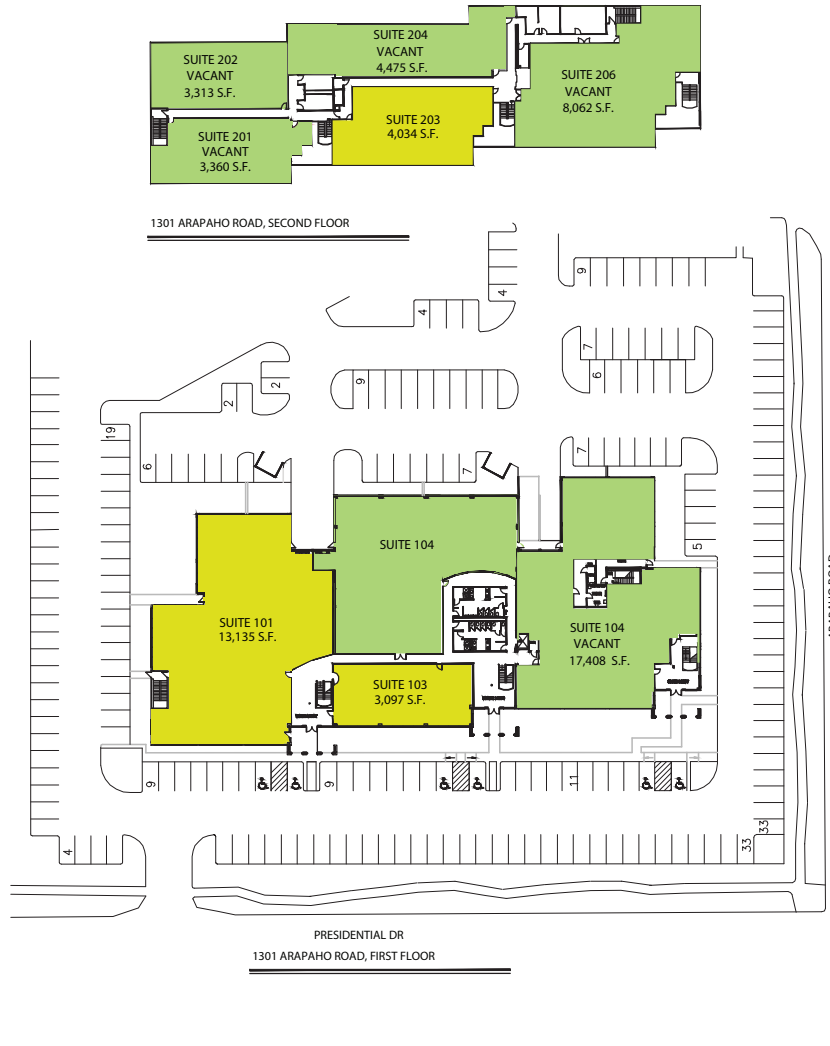 SUITE 204
VACANT
4,475 S.F.
SUITE 202
VACANT
3,313 S.F.
SUITE 206
VACANT
8,062 S.F.
SUITE 203
4,034 S.F.
SUITE 201
VACANT
3,360 S.F.
1301 ARAPAHO ROAD, SECOND FLOOR
9
4
4
7
6
9
2
2
19
6
7
7
5
SUITE 104
SUITE 101
13,135 S.F.
SUITE 104
VACANT
17,408 S.F.
SUITE 103
3,097 S.F.
9
9
11
33
33
4
PRESIDENTIAL DR
1301 ARAPAHO ROAD, FIRST FLOOR